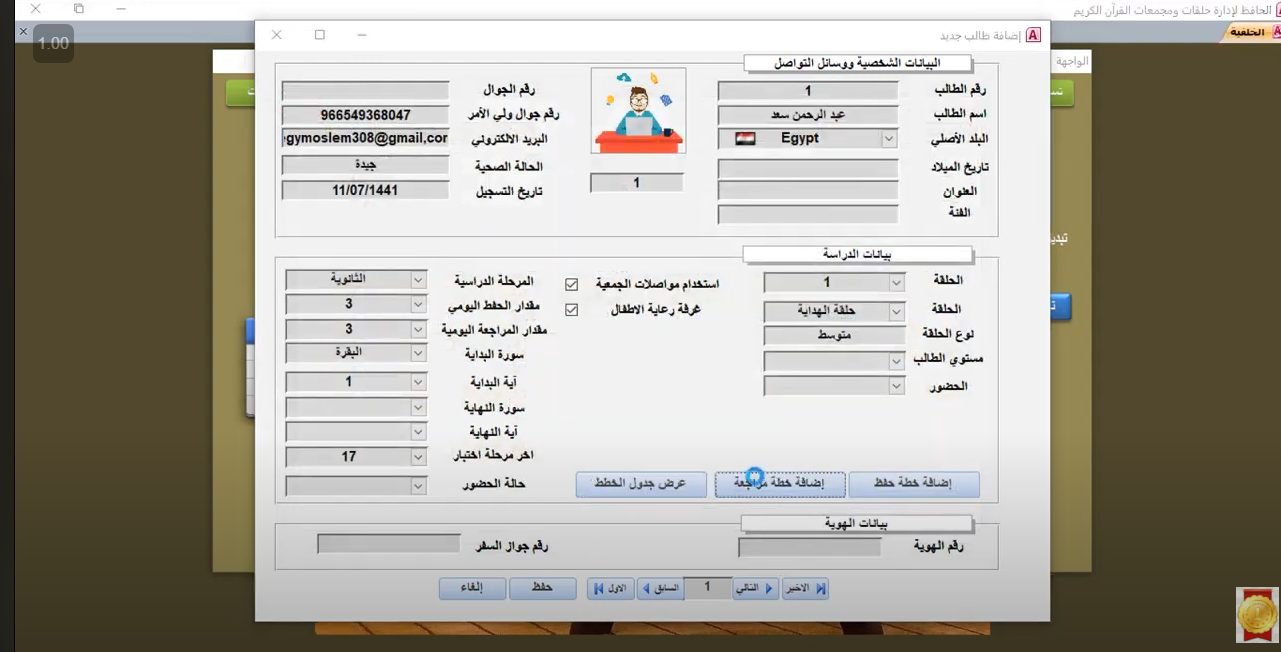 الحافظ لإدارة حلقات ومجمعات القرآن الكريم
الخلفية
1.00
إضافة طالب جديد
الواجهة
البيانات الشخصية ووسائل التواصل
رقم الطالب 1
اسم الطالب عبد الرحمن سعد
البلد الأصلي Egypt
تاريخ الميلاد
العنوان
الفئة
1
رقم الجوال
رقم جوال ولي الأمر 966549368047
البريد الالكتروني gymoslem308@gmail,cor
الحالة الصحية جيدة
تاريخ التسجيل 11/07/1441
بيانات الدراسة
الحلقة 1
الحلقة حلقة الهداية
نوع الحلقة متوسط
مستوي الطالب
الحضور
استخدام مواصلات الجمعية
غرفة رعاية الاطفال
المرحلة الدراسية الثانوية
مقدار الحفظ اليومي 3
مقدار المراجعة اليومية 3
سورة البداية البقرة
آية البداية 1
سورة النهاية
آية النهاية
اخر مرحلة اختبار 17
حالة الحضور
إضافة خطة حفظ
إضافة خطة مراجعة
عرض جدول الخطط
بيانات الهوية
رقم الهوية
رقم جواز السفر
الاخير
التالي
1
السابق
الاول
حفظ
إلغاء